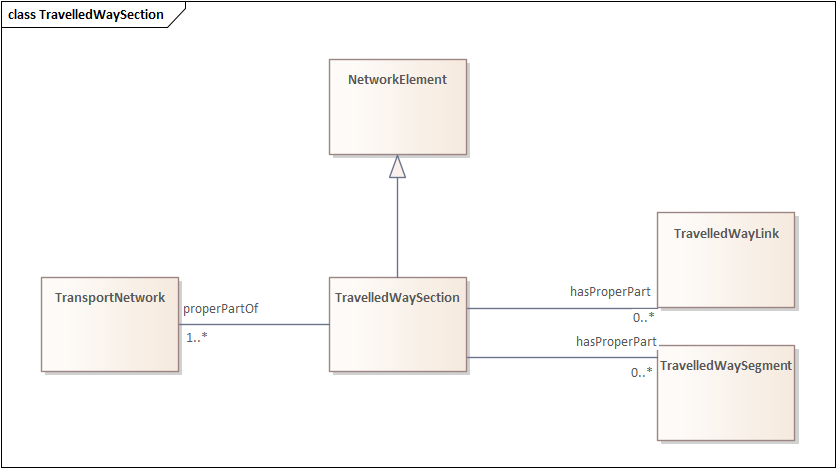 class TravelledWaySection
NetworkElement
TravelledWayLink
hasProperPart
0..*
TransportNetwork
properPartOf
1..*
TravelledWaySection
hasProperPart
0..*
TravelledWaySegment